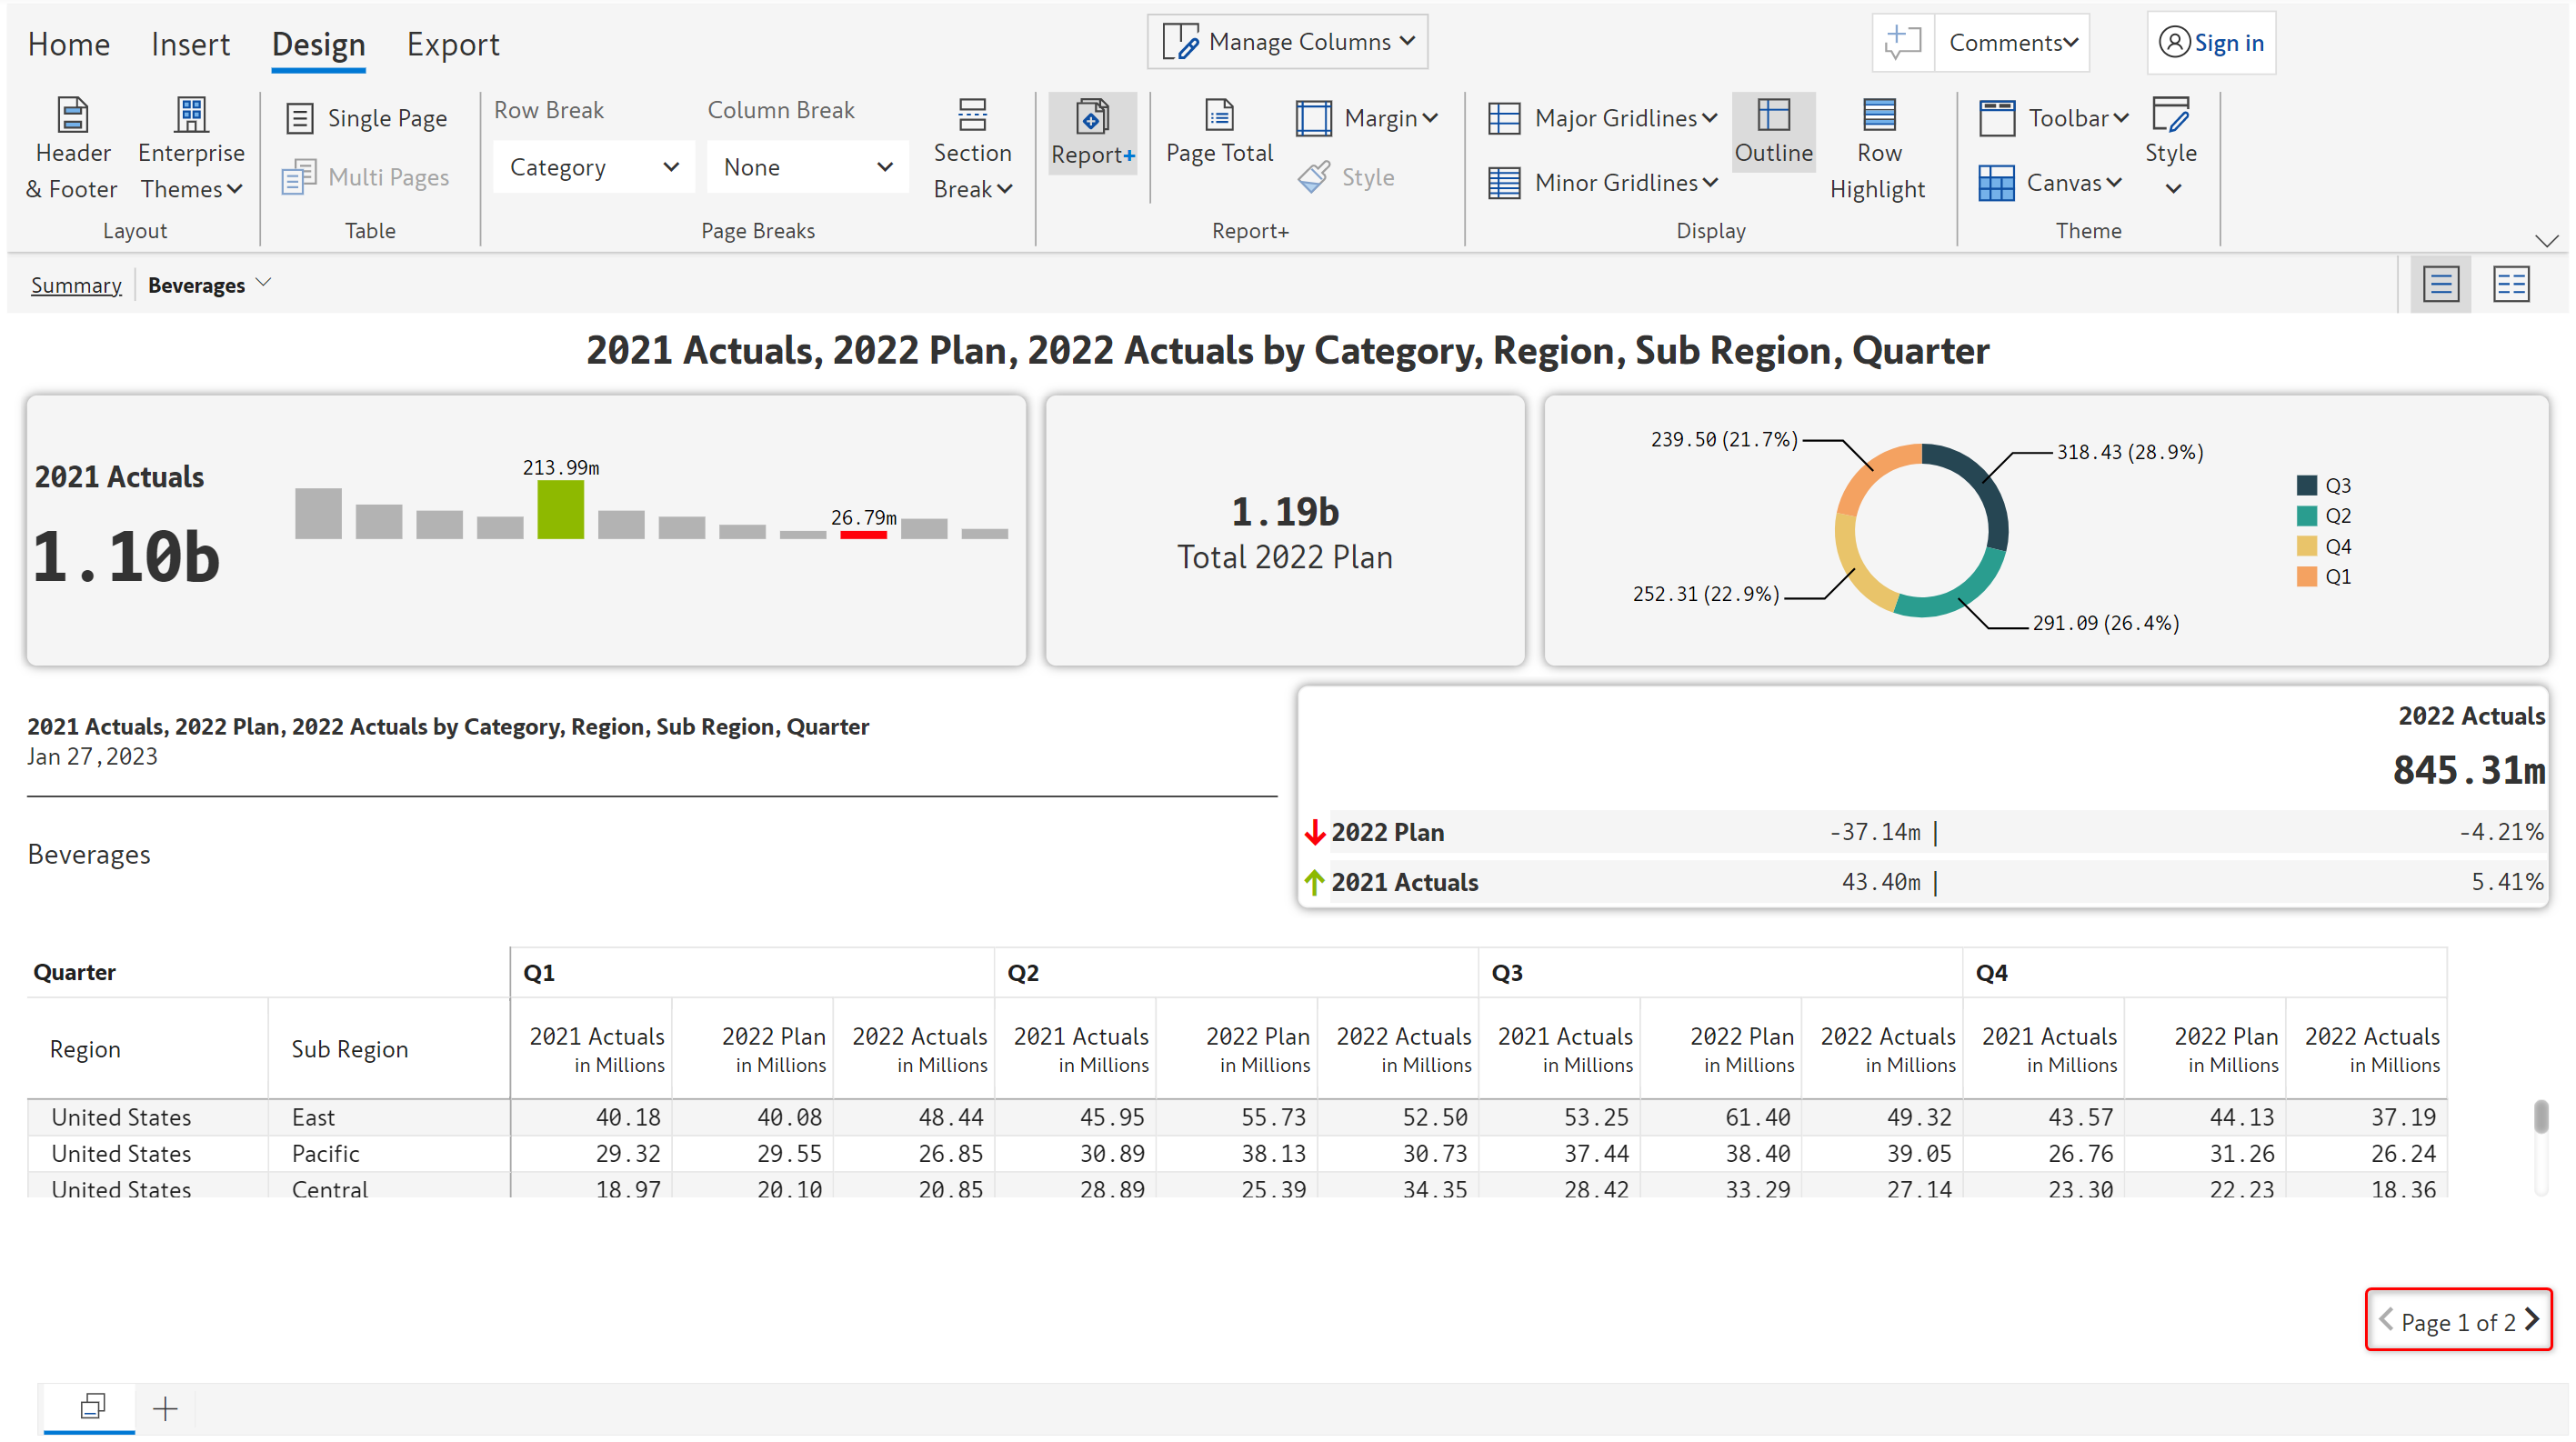 Home Insert Design Export Manage Columns Comments Sign in
Header & Footer Enterprise Themes Single Page Multi Pages Row Break Category Column Break None Section Break Report+ Page Total Margin Style Major Gridlines Minor Gridlines Outline Row Highlight Toolbar Canvas Style
Layout Table Page Breaks Report+ Display Theme
Summary Beverages
2021 Actuals, 2022 Plan, 2022 Actuals by Category, Region, Sub Region, Quarter
2021 Actuals
1.10b
213.99m
26.79m
1.19b
Total 2022 Plan
239.50 (21.7%)
318.43 (28.9%)
252.31 (22.9%)
291.09 (26.4%)
Q3
Q2
Q4
Q1
2021 Actuals, 2022 Plan, 2022 Actuals by Category, Region, Sub Region, Quarter
Jan 27, 2023
Beverages
2022 Actuals
845.31m
2022 Plan -37.14m | -4.21%
2021 Actuals 43.40m | 5.41%
Quarter Q1 Q2 Q3 Q4
Region Sub Region 2021 Actuals 2022 Plan 2022 Actuals 2021 Actuals 2022 Plan 2022 Actuals 2021 Actuals 2022 Plan 2022 Actuals 2021 Actuals 2022 Plan 2022 Actuals
in Millions in Millions in Millions in Millions in Millions in Millions in Millions in Millions in Millions in Millions in Millions in Millions
United States East 40.18 40.08 48.44 45.95 55.73 52.50 53.25 61.40 49.32 43.57 44.13 37.19
United States Pacific 29.32 29.55 26.85 30.89 38.13 30.73 37.44 38.40 39.05 26.76 31.26 26.24
United States Central 18.97 20.10 20.85 28.89 25.39 34.35 28.42 33.29 27.14 23.30 22.23 18.36
Page 1 of 2